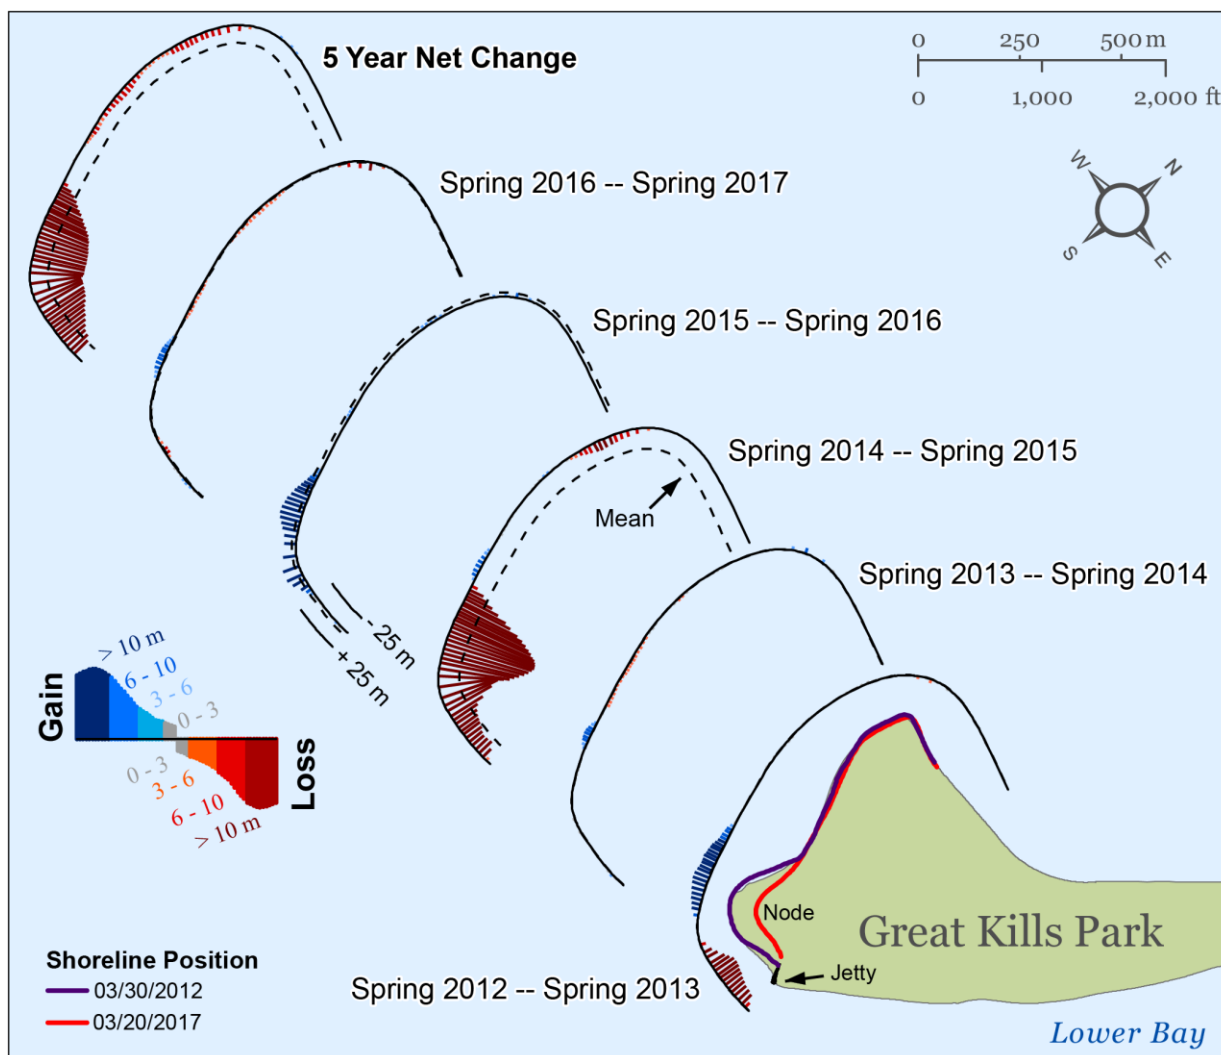 5 Year Net Change
0 250 500 m
0 1,000 2,000 ft
W N
S E
Spring 2016 -- Spring 2017
Spring 2015 -- Spring 2016
Spring 2014 -- Spring 2015
Mean
Spring 2013 -- Spring 2014
- 25 m
+ 25 m
Gain
> 10 m
6 - 10
3 - 6
0 - 3
0 - 3
3 - 6
6 - 10
> 10 m
Loss
Node
Great Kills Park
Jetty
Spring 2012 -- Spring 2013
Shoreline Position
03/30/2012
03/20/2017
Lower Bay